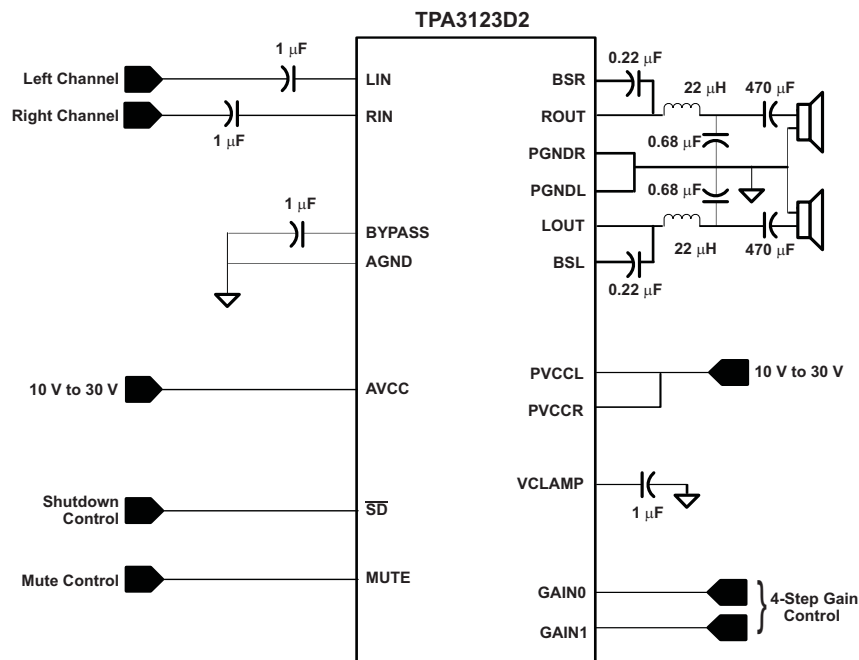 TPA3123D2
1 μF
Left Channel
LIN
Right Channel
RIN
1 μF
1 μF
BYPASS
AGND
10 V to 30 V
AVCC
Shutdown
Control
SD
Mute Control
MUTE
0.22 μF
BSR
22 μH
470 μF
ROUT
0.68 μF
PGNDR
PGNDL
0.68 μF
LOUT
22 μH
470 μF
BSL
0.22 μF
PVCCL
10 V to 30 V
PVCCR
VCLAMP
1 μF
GAIN0
4-Step Gain
Control
GAIN1